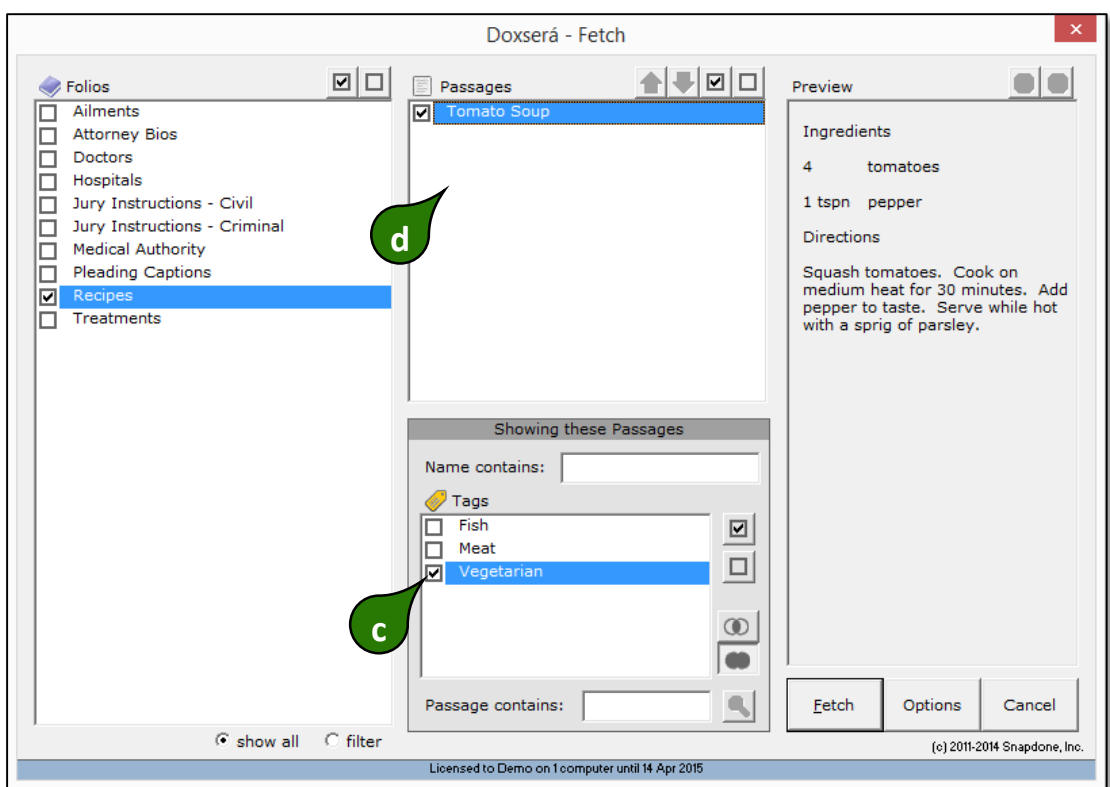 Doxserá - Fetch
Folios
Ailments
Attorney Bios
Doctors
Hospitals
Jury Instructions - Civil
Jury Instructions - Criminal
Medical Authority
Pleading Captions
Recipes
Treatments
show all
filter
Passages
Tomato Soup
d
Showing these Passages
Name contains:
Tags
Fish
Meat
Vegetarian
c
Passage contains:
Preview
Ingredients
4 tomatoes
1 tspn pepper
Directions
Squash tomatoes. Cook on
medium heat for 30 minutes. Add
pepper to taste. Serve while hot
with a sprig of parsley.
Fetch
Options
Cancel
(c) 2011-2014 Snapdone, Inc.
Licensed to Demo on 1 computer until 14 Apr 2015